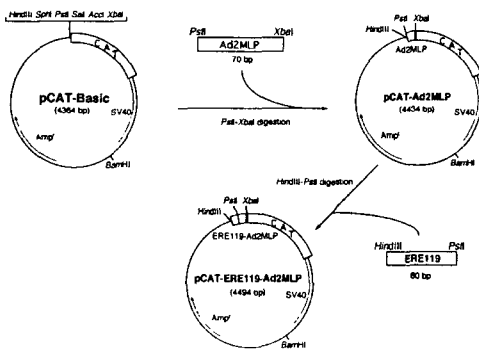 HindIII SphI PstI SalI AccI XbaI
CAT
pCAT-Basic
(4364 bp)
SV40
Ampʳ
BamHI
PstI XbaI
Ad2MLP
70 bp
PstI-XbaI digestion
PstI XbaI
HindIII
CAT
Ad2MLP
pCAT-Ad2MLP
(4434 bp)
SV40
Ampʳ
BamHI
HindIII-PstI digestion
HindIII PstI
ERE119
60 bp
PstI XbaI
HindIII
CAT
ERE119-Ad2MLP
pCAT-ERE119-Ad2MLP
(4494 bp)
SV40
Ampʳ
BamHI